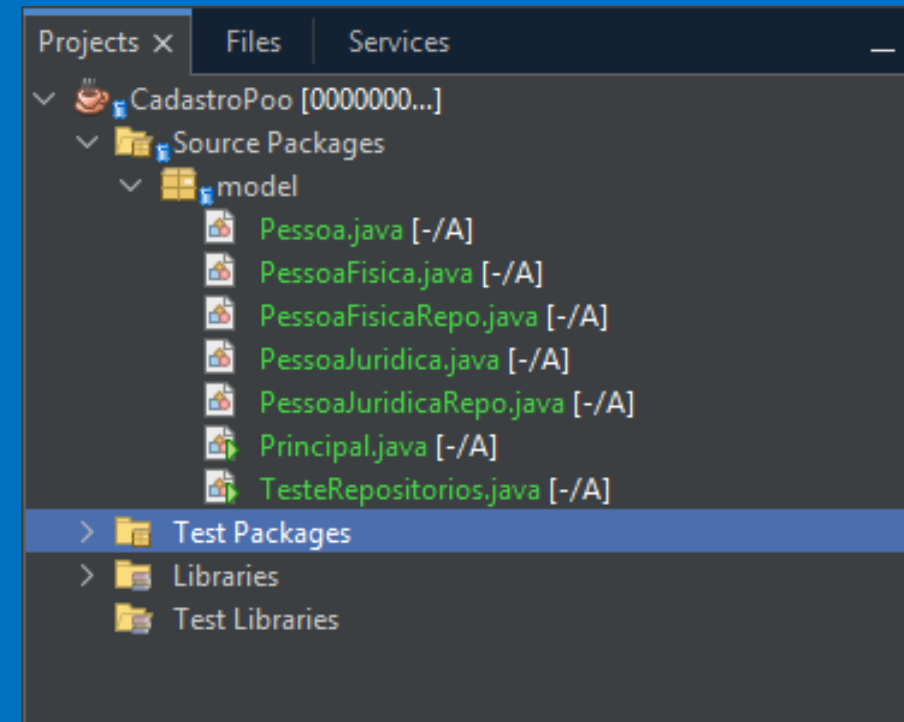 Projects × Files Services
CadastroPoo [0000000...]
Source Packages
model
Pessoa.java [-/A]
PessoaFisica.java [-/A]
PessoaFisicaRepo.java [-/A]
PessoaJuridica.java [-/A]
PessoaJuridicaRepo.java [-/A]
Principal.java [-/A]
TesteRepositorios.java [-/A]
Test Packages
Libraries
Test Libraries